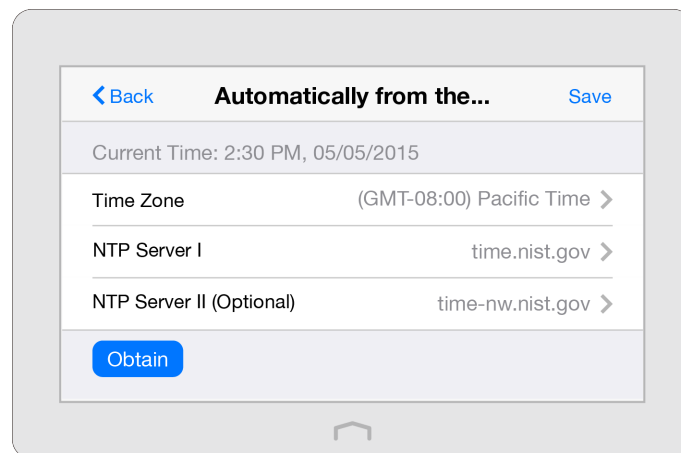 Back Automatically from the... Save
Current Time: 2:30 PM, 05/05/2015
Time Zone (GMT-08:00) Pacific Time
NTP Server I time.nist.gov
NTP Server II (Optional) time-nw.nist.gov
Obtain